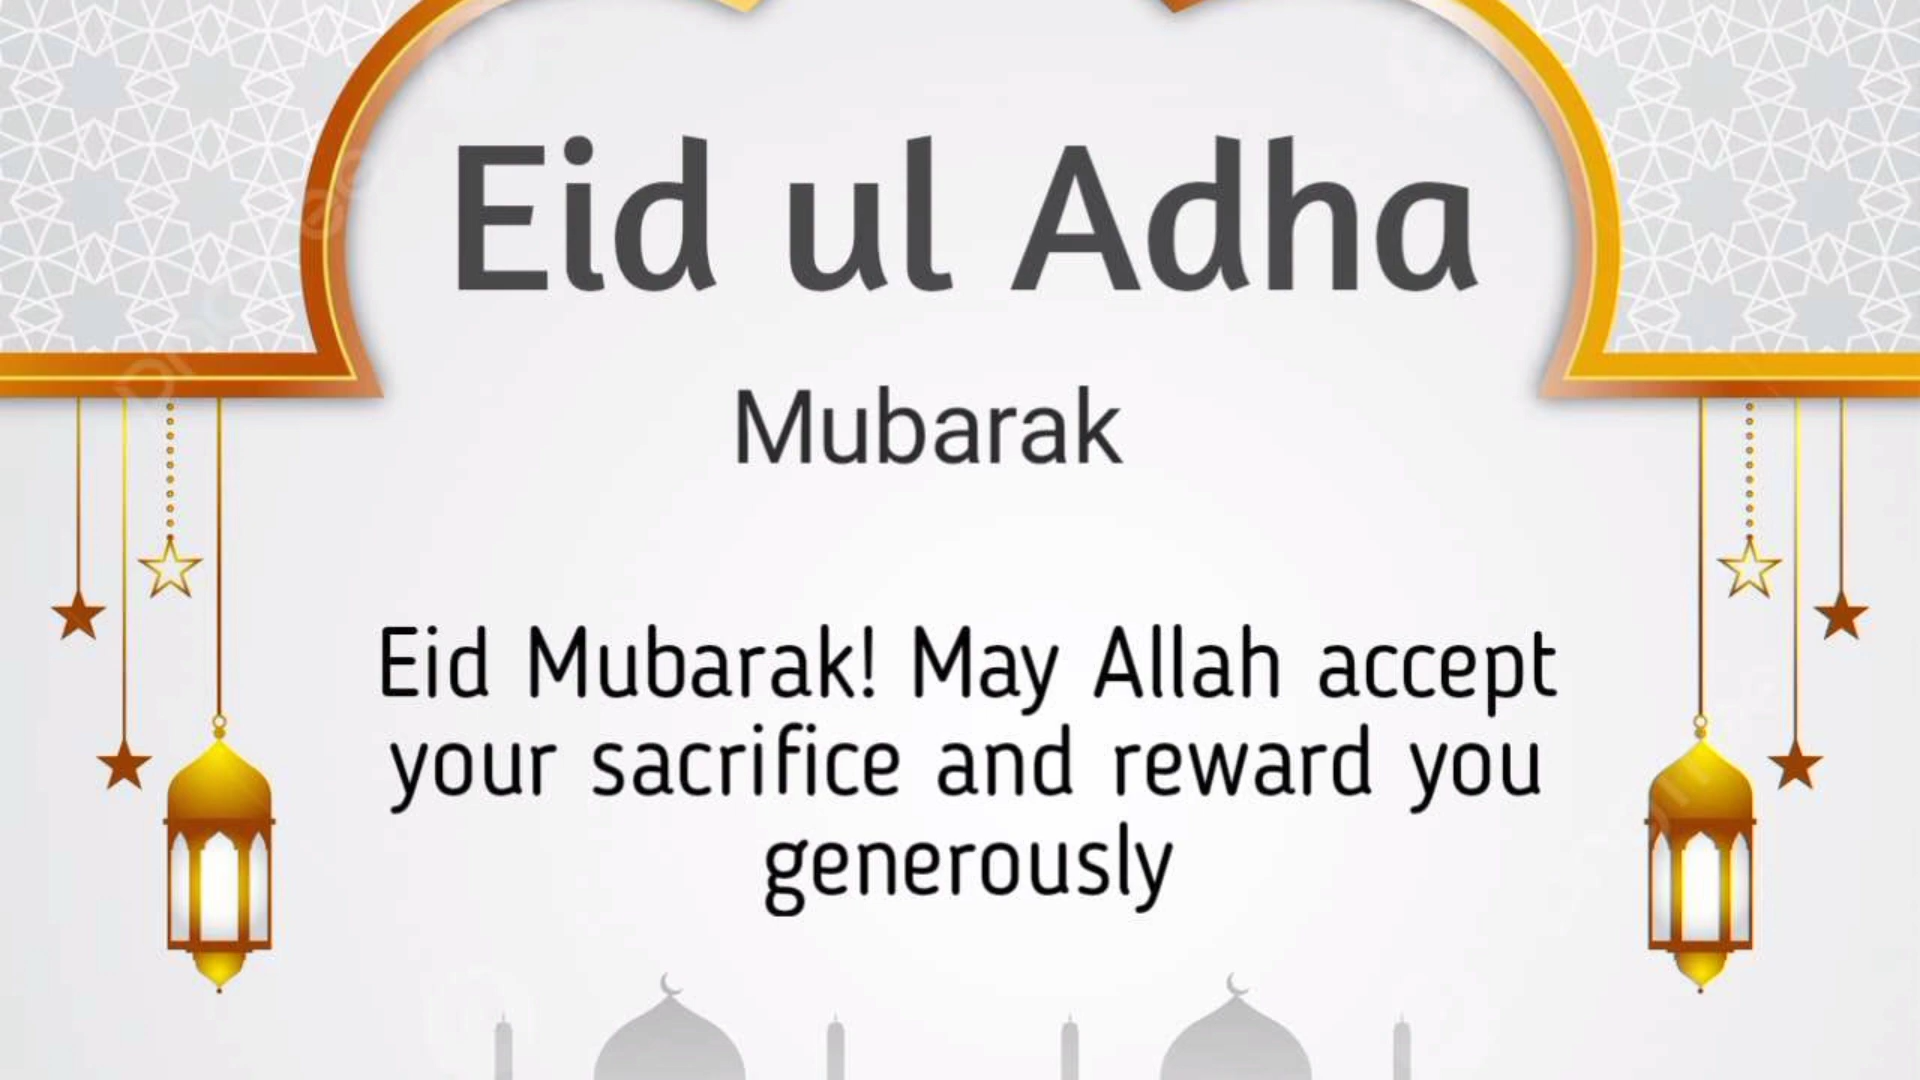 Eid ul Adha
Mubarak
Eid Mubarak! May Allah accept
your sacrifice and reward you
generously